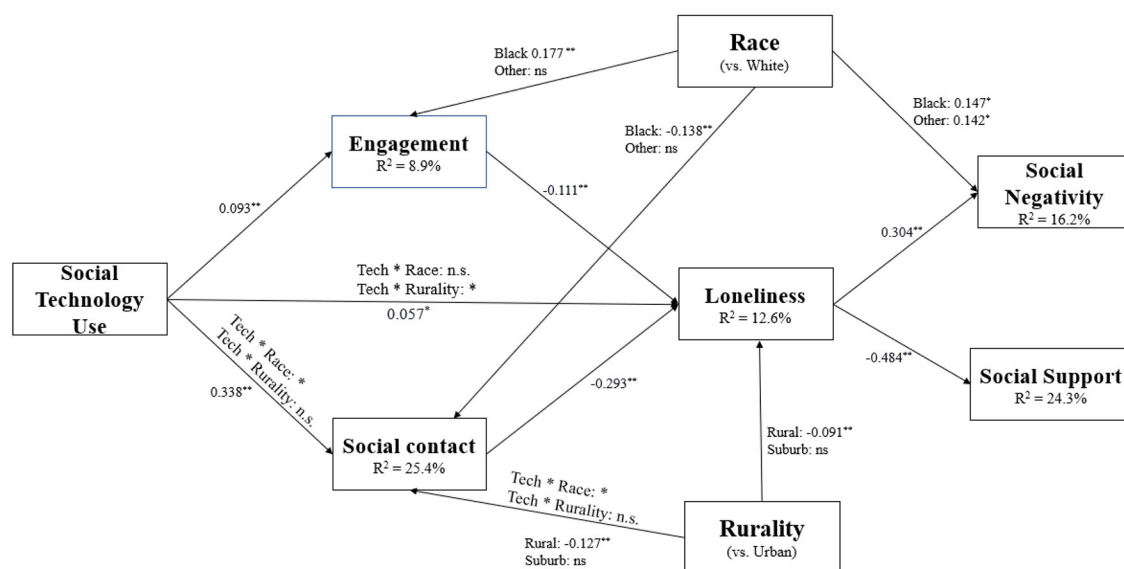 Race
(vs. White)
Black 0.177**
Other: ns
Black: 0.147*
Other: 0.142*
Black: -0.138**
Other: ns
Engagement
R² = 8.9%
-0.111**
0.093**
Social
Negativity
R² = 16.2%
0.304**
Social
Technology
Use
Tech * Race: n.s.
Tech * Rurality: *
0.057*
Loneliness
R² = 12.6%
Tech * Race: *
Tech * Rurality: n.s.
0.338**
-0.293**
-0.484**
Social Support
R² = 24.3%
Social contact
R² = 25.4%
Rural: -0.091**
Suburb: ns
Tech * Race: *
Tech * Rurality: n.s.
Rural: -0.127**
Suburb: ns
Rurality
(vs. Urban)